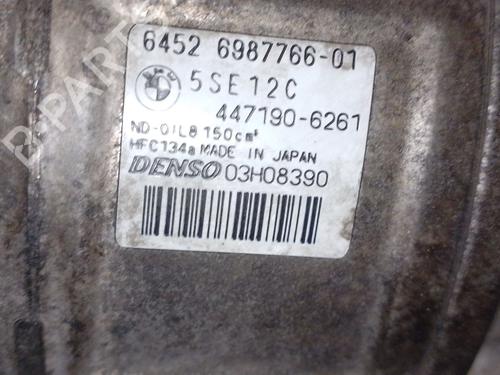 6452 6987766-01
5SE12C
447190-6261
ND-OIL8 150cm³
HFC134a MADE IN JAPAN
DENSO 03H08390
B-PARTS